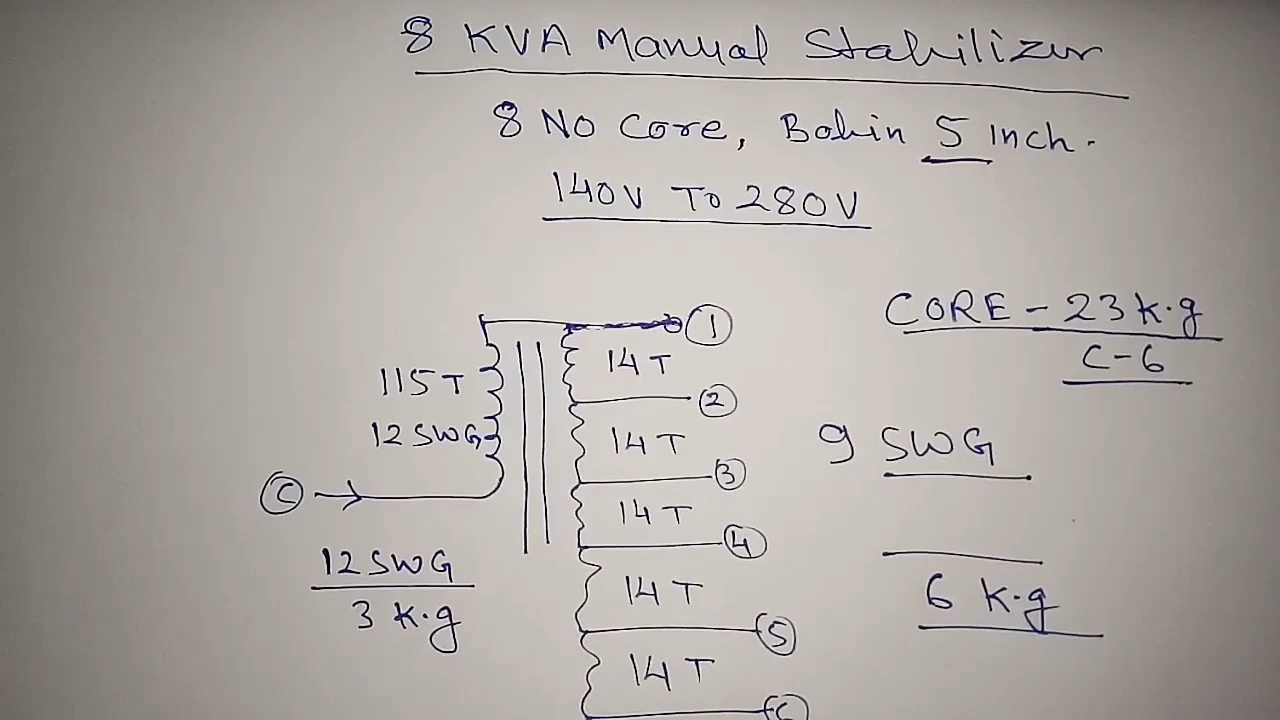 8 KVA Manual Stabilizer
8 NO Core, Bobin 5 Inch.
140V To 280V
CORE - 23 K.g
C-6
1
115 T
14 T
2
12 SWG
14 T
9 SWG
3
C
14 T
4
12 SWG
3 K.g
14 T
6 K.g
5
14 T